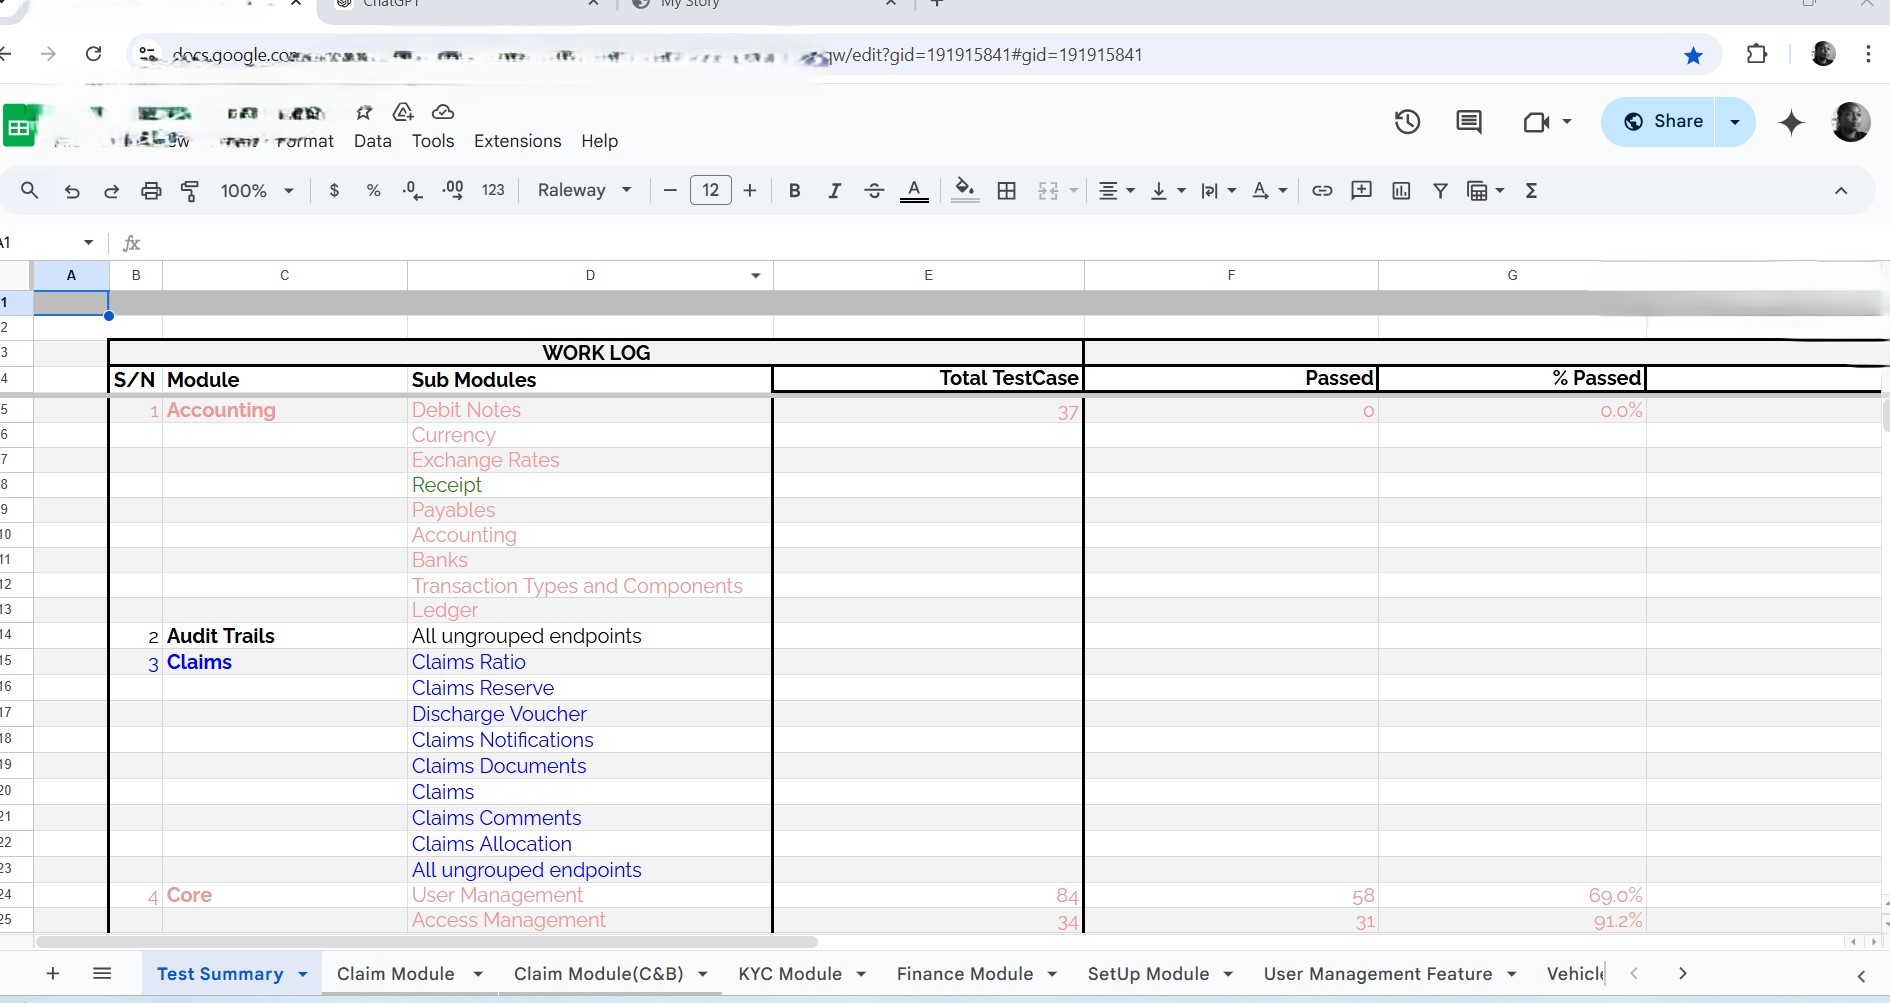 ChatGPT My Story
docs.google.co qw/edit?gid=191915841#gid=191915841
Format Data Tools Extensions Help
Share
100% $ % .0 .00 123 Raleway 12 B I S A A Σ
A1 fx
A B C D E F G
1
2
3 WORK LOG
4 S/N Module Sub Modules Total TestCase Passed % Passed
5 1 Accounting Debit Notes 37 0 0.0%
6 Currency
7 Exchange Rates
8 Receipt
9 Payables
10 Accounting
11 Banks
12 Transaction Types and Components
13 Ledger
14 2 Audit Trails All ungrouped endpoints
15 3 Claims Claims Ratio
16 Claims Reserve
17 Discharge Voucher
18 Claims Notifications
19 Claims Documents
20 Claims
21 Claims Comments
22 Claims Allocation
23 All ungrouped endpoints
24 4 Core User Management 84 58 69.0%
25 Access Management 34 31 91.2%
Test Summary Claim Module Claim Module(C&B) KYC Module Finance Module SetUp Module User Management Feature Vehicle